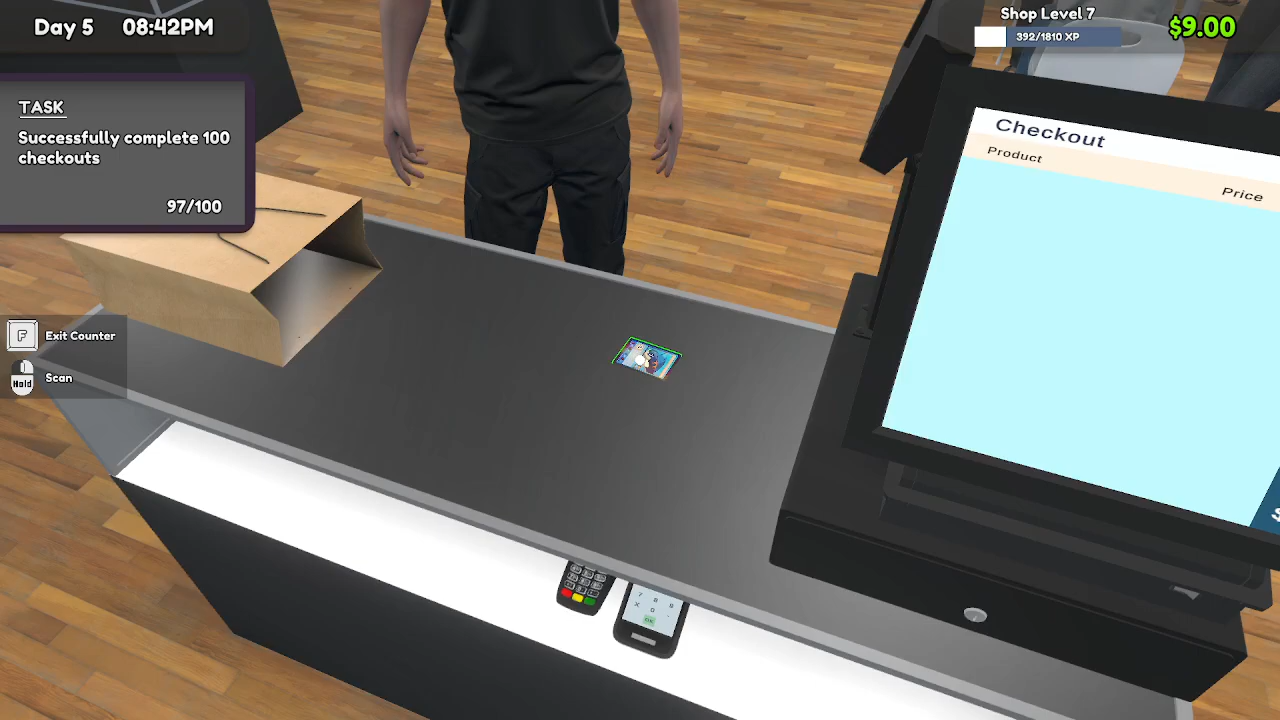 Day 5 08:42PM
Shop Level 7
392/1810 XP
$9.00
TASK
Successfully complete 100
checkouts
97/100
F Exit Counter
Hold Scan
Checkout
Product
Price
OK